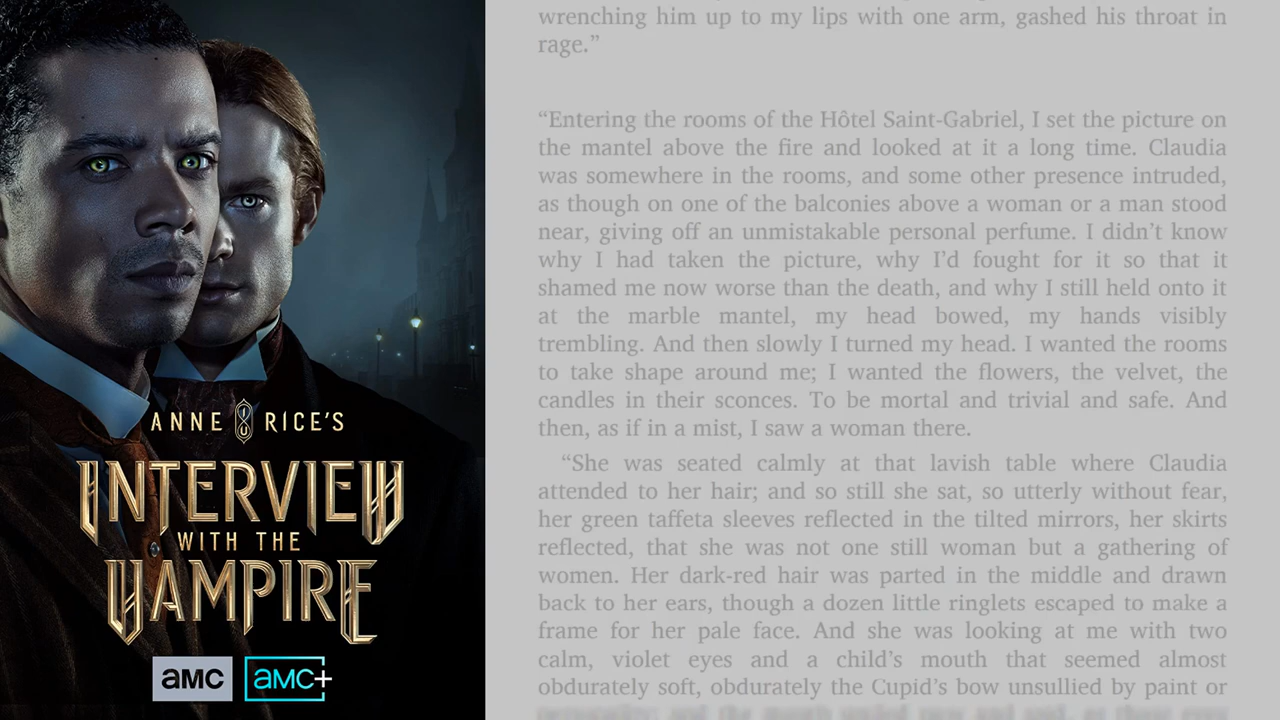 ANNE RICE'S
INTERVIEW
WITH THE
VAMPIRE
aMC
aMC+
wrenching him up to my lips with one arm, gashed his throat in
rage.”
“Entering the rooms of the Hôtel Saint-Gabriel, I set the picture on
the mantel above the fire and looked at it a long time. Claudia
was somewhere in the rooms, and some other presence intruded,
as though on one of the balconies above a woman or a man stood
near, giving off an unmistakable personal perfume. I didn’t know
why I had taken the picture, why I’d fought for it so that it
shamed me now worse than the death, and why I still held onto it
at the marble mantel, my head bowed, my hands visibly
trembling. And then slowly I turned my head. I wanted the rooms
to take shape around me; I wanted the flowers, the velvet, the
candles in their sconces. To be mortal and trivial and safe. And
then, as if in a mist, I saw a woman there.
“She was seated calmly at that lavish table where Claudia
attended to her hair; and so still she sat, so utterly without fear,
her green taffeta sleeves reflected in the tilted mirrors, her skirts
reflected, that she was not one still woman but a gathering of
women. Her dark-red hair was parted in the middle and drawn
back to her ears, though a dozen little ringlets escaped to make a
frame for her pale face. And she was looking at me with two
calm, violet eyes and a child’s mouth that seemed almost
obdurately soft, obdurately the Cupid’s bow unsullied by paint or